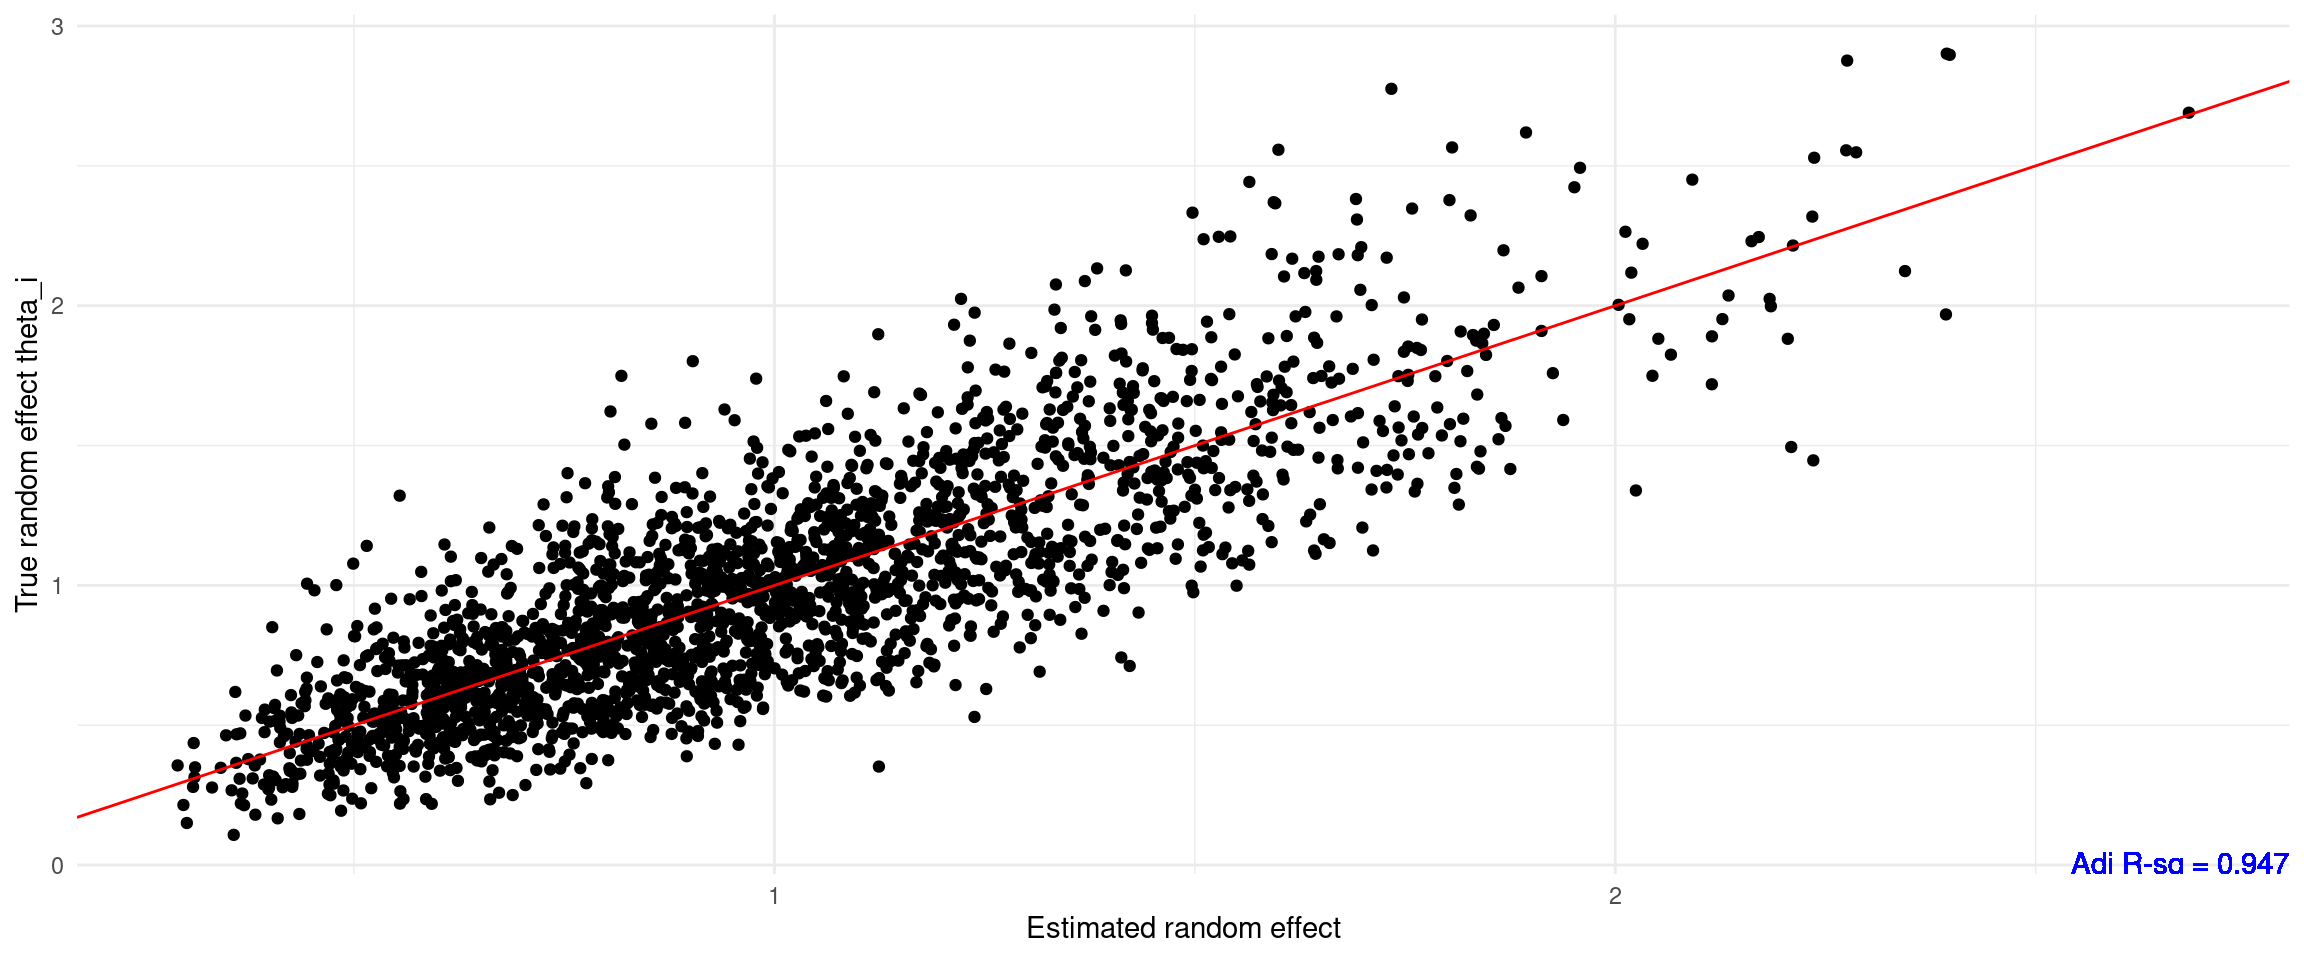 3
2
1
0
True random effect theta_i
1
2
Estimated random effect
Adj R-sq = 0.947